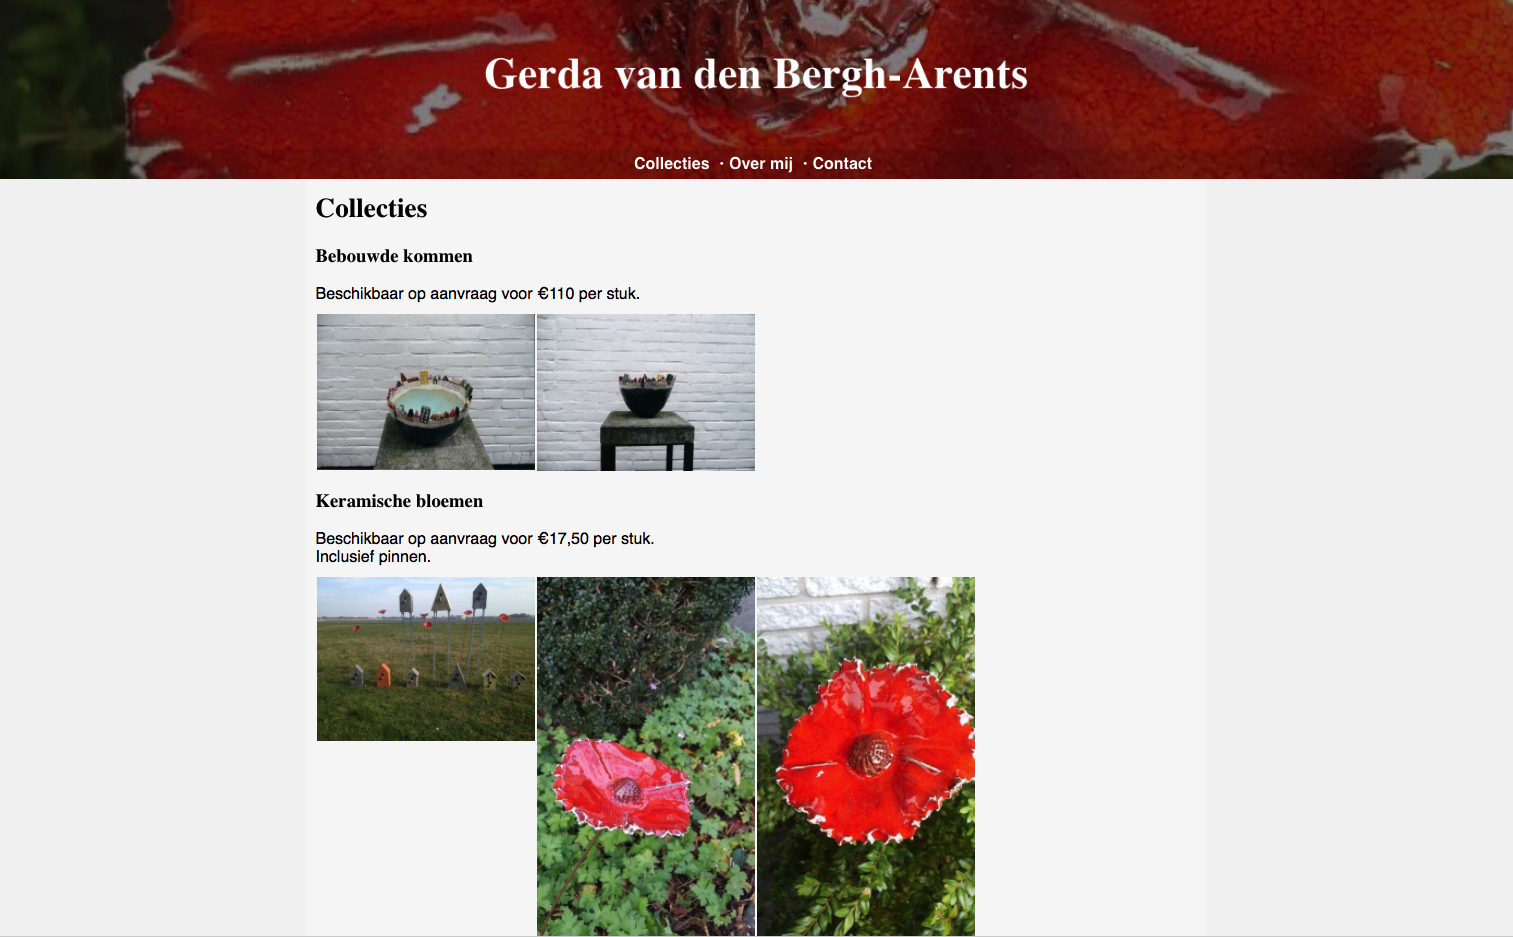 Gerda van den Bergh-Arents
Collecties · Over mij · Contact
Collecties
Bebouwde kommen
Beschikbaar op aanvraag voor €110 per stuk.
Keramische bloemen
Beschikbaar op aanvraag voor €17,50 per stuk.
Inclusief pinnen.